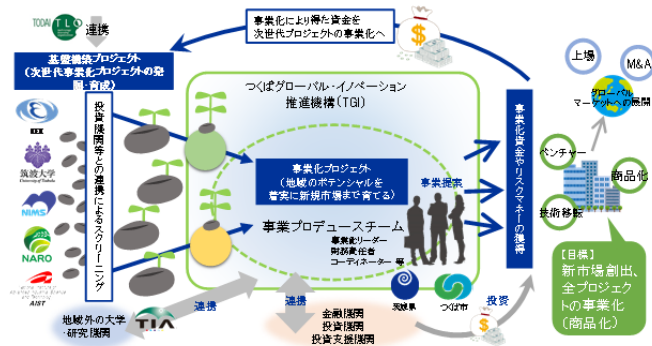 TODAI TLO
連携
事業化により得た資金を
次世代プロジェクトの事業化へ
基盤構築プロジェクト
(次世代事業化プロジェクトの発
掘・育成)
つくばグローバル・イノベーション
推進機構(TGI)
上場
M&A
グローバル
マーケットへの展開
KEK
筑波大学
University of Tsukuba
NIMS
NARO
AIST
投資機関等との連携によるスクリーニング
事業化プロジェクト
(地域のポテンシャルを
着実に新規市場まで育てる)
事業提案
事業プロデュースチーム
事業化リーダー
財務責任者
コーディネーター 等
事業化資金やリスクマネーの獲得
ベンチャー
商品化
技術移転
【目標】
新市場創出、
全プロジェク
トの事業化
(商品化)
茨城県
つくば市
投資
連携
連携
地域外の大学
・研究機関
TIA
金融機関
投資機関
投資支援機関